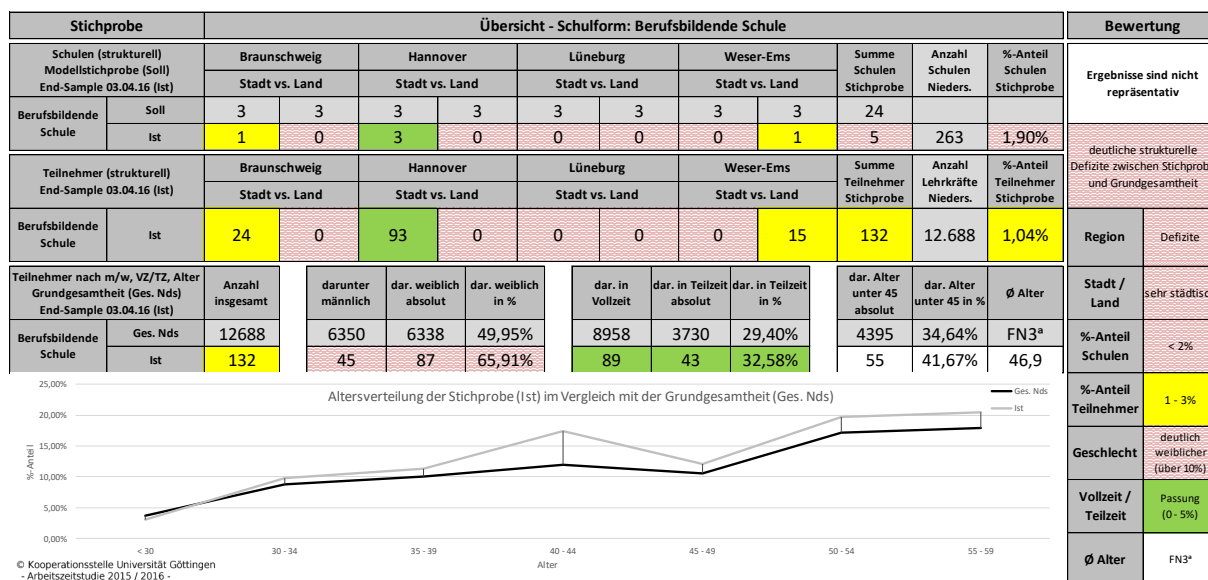 Stichprobe Übersicht - Schulform: Berufsbildende Schule Bewertung
Schulen (strukturell)
Modellstichprobe (Soll)
End-Sample 03.04.16 (Ist)
Braunschweig Hannover Lüneburg Weser-Ems
Stadt vs. Land Stadt vs. Land Stadt vs. Land Stadt vs. Land
Summe
Schulen
Stichprobe
Anzahl
Schulen
Nieders.
%-Anteil
Schulen
Stichprobe
Ergebnisse sind nicht
repräsentativ
Berufsbildende
Schule
Soll 3 3 3 3 3 3 3 3 24
Ist 1 0 3 0 0 0 0 1 5 263 1,90%
deutliche strukturelle
Defizite zwischen Stichprob
und Grundgesamtheit
Teilnehmer (strukturell)
End-Sample 03.04.16 (Ist)
Braunschweig Hannover Lüneburg Weser-Ems
Stadt vs. Land Stadt vs. Land Stadt vs. Land Stadt vs. Land
Summe
Teilnehmer
Stichprobe
Anzahl
Lehrkräfte
Nieders.
%-Anteil
Teilnehmer
Stichprobe
Berufsbildende
Schule
Ist 24 0 93 0 0 0 0 15 132 12.688 1,04%
Region Defizite
Teilnehmer nach m/w, VZ/TZ, Alter
Grundgesamtheit (Ges. Nds)
End-Sample 03.04.16 (Ist)
Anzahl
insgesamt
darunter
männlich
dar. weiblich
absolut
dar. weiblich
in %
dar. in
Vollzeit
dar. in Teilzeit
absolut
dar. in Teilzeit
in %
dar. Alter
unter 45
absolut
dar. Alter
unter 45 in %
Ø Alter
Stadt /
Land
sehr städtisc
Berufsbildende
Schule
Ges. Nds 12688 6350 6338 49,95% 8958 3730 29,40% 4395 34,64% FN3ª
Ist 132 45 87 65,91% 89 43 32,58% 55 41,67% 46,9
%-Anteil
Schulen
< 2%
%-Anteil
Teilnehmer
1 - 3%
Geschlecht
deutlich
weiblicher
(über 10%)
Vollzeit /
Teilzeit
Passung
(0 - 5%)
Ø Alter FN3ª
Altersverteilung der Stichprobe (Ist) im Vergleich mit der Grundgesamtheit (Ges. Nds)
Ges. Nds
Ist
25,00%
20,00%
15,00%
10,00%
5,00%
0,00%
%-Anteil
< 30 30 - 34 35 - 39 40 - 44 45 - 49 50 - 54 55 - 59
Alter
© Kooperationsstelle Universität Göttingen
- Arbeitszeitstudie 2015 / 2016 -